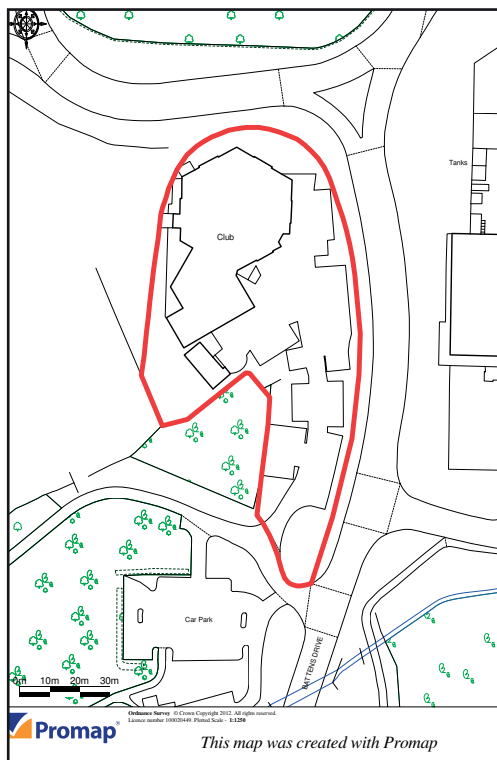 Tanks
Club
Car Park
BATTENS DRIVE
0m 10m 20m 30m
Ordnance Survey © Crown Copyright 2012. All rights reserved.
Licence number 100020449. Plotted Scale - 1:1250
Promap®
This map was created with Promap